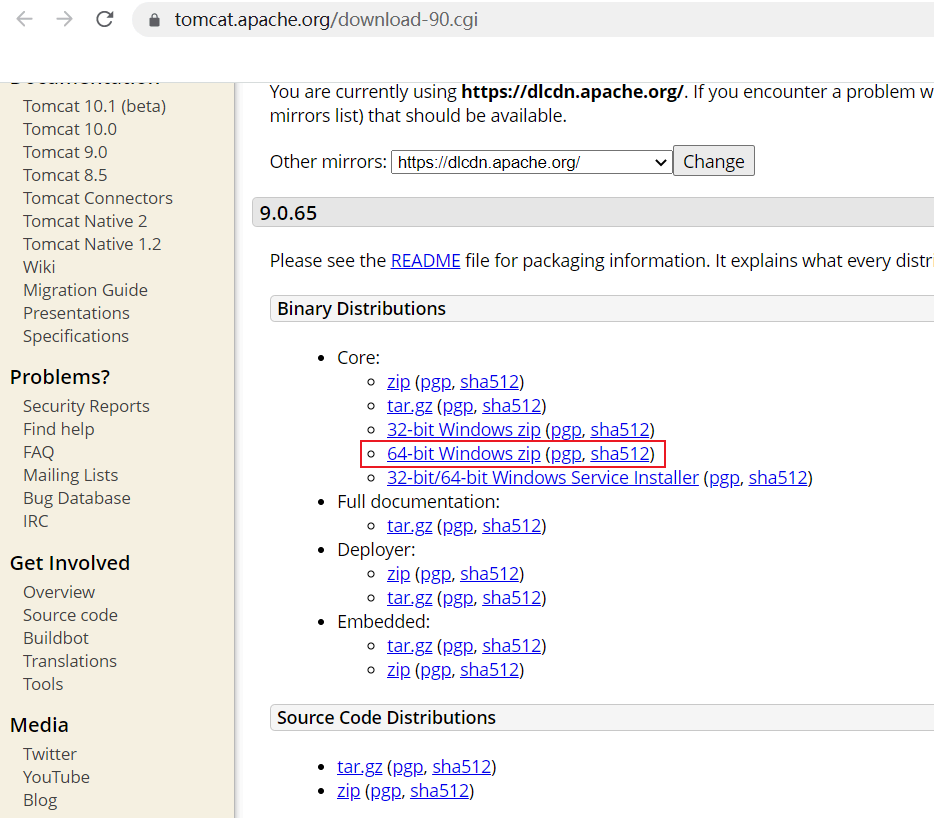 tomcat.apache.org/download-90.cgi
Tomcat 10.1 (beta)
Tomcat 10.0
Tomcat 9.0
Tomcat 8.5
Tomcat Connectors
Tomcat Native 2
Tomcat Native 1.2
Wiki
Migration Guide
Presentations
Specifications
Problems?
Security Reports
Find help
FAQ
Mailing Lists
Bug Database
IRC
Get Involved
Overview
Source code
Buildbot
Translations
Tools
Media
Twitter
YouTube
Blog
You are currently using https://dlcdn.apache.org/. If you encounter a problem
mirrors list) that should be available.
Other mirrors: https://dlcdn.apache.org/ Change
9.0.65
Please see the README file for packaging information. It explains what every
Binary Distributions
• Core:
◦ zip (pgp, sha512)
◦ tar.gz (pgp, sha512)
◦ 32-bit Windows zip (pgp, sha512)
◦ 64-bit Windows zip (pgp, sha512)
◦ 32-bit/64-bit Windows Service Installer (pgp, sha512)
• Full documentation:
◦ tar.gz (pgp, sha512)
• Deployer:
◦ zip (pgp, sha512)
◦ tar.gz (pgp, sha512)
• Embedded:
◦ tar.gz (pgp, sha512)
◦ zip (pgp, sha512)
Source Code Distributions
• tar.gz (pgp, sha512)
• zip (pgp, sha512)